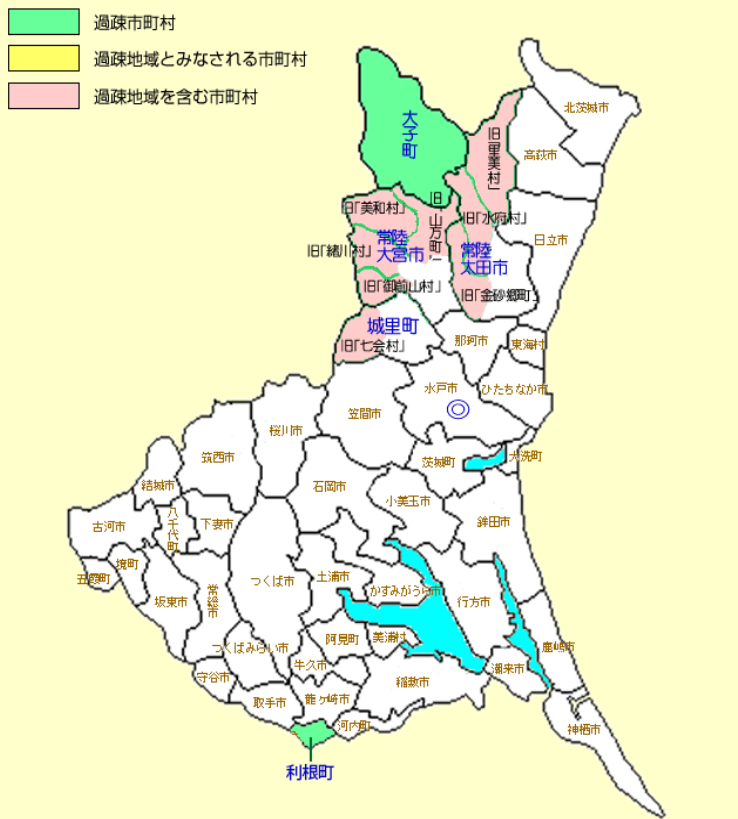 過疎市町村
過疎地域とみなされる市町村
過疎地域を含む市町村
大子町
旧「里美村」
北茨城市
高萩市
旧「美和村」
旧「山方町」
旧「水府村」
日立市
旧「緒川村」
常陸
大宮市
常陸
太田市
旧「御前山村」
旧「金砂郷町」
城里町
旧「七会村」
那珂市
東海村
水戸市
ひたちなか市
笠間市
桜川市
筑西市
茨城町
大洗町
結城市
石岡市
小美玉市
鉾田市
古河市
八千代町
下妻市
五霞町
境町
坂東市
常総市
つくば市
土浦市
かすみがうら市
行方市
つくばみらい市
阿見町
美浦村
鹿嶋市
守谷市
牛久市
稲敷市
潮来市
取手市
龍ヶ崎市
河内町
神栖市
利根町